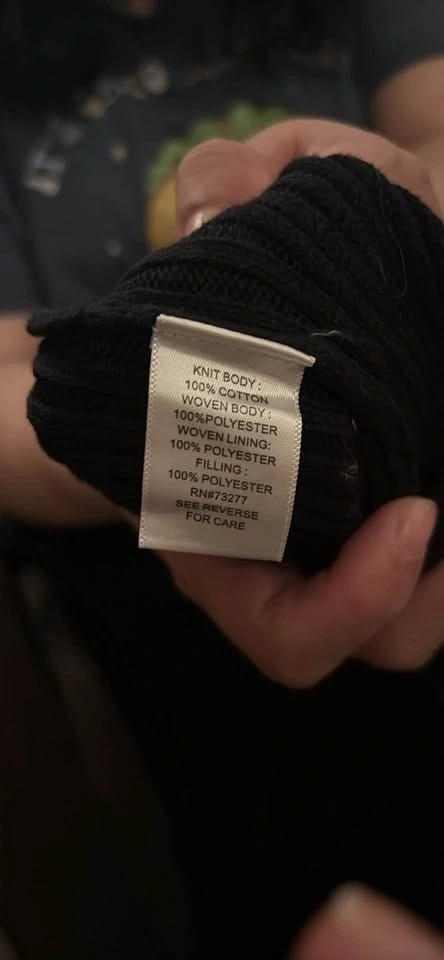 KNIT BODY :
100% COTTON
WOVEN BODY :
100%POLYESTER
WOVEN LINING:
100% POLYESTER
FILLING :
100% POLYESTER
RN#73277
SEE REVERSE
FOR CARE